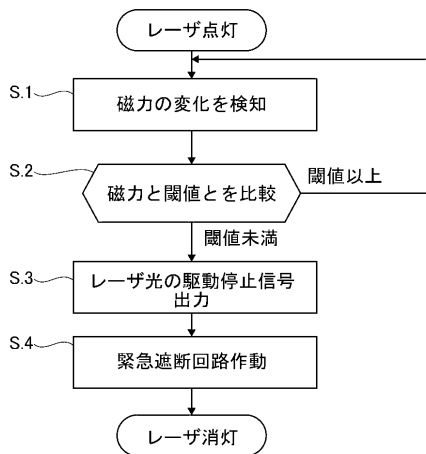 レーザ点灯
S.1
磁力の変化を検知
S.2
磁力と閾値とを比較
閾値以上
閾値未満
S.3
レーザ光の駆動停止信号
出力
S.4
緊急遮断回路作動
レーザ消灯